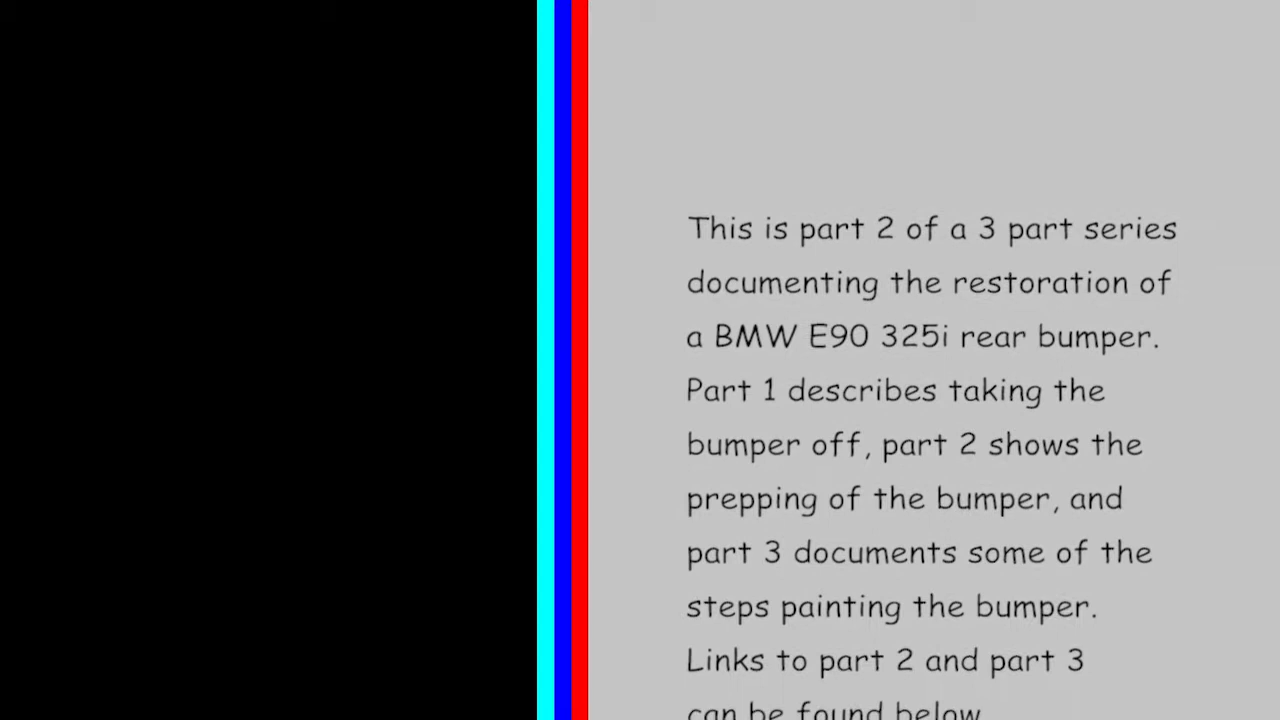 This is part 2 of a 3 part series
documenting the restoration of
a BMW E90 325i rear bumper.
Part 1 describes taking the
bumper off, part 2 shows the
prepping of the bumper, and
part 3 documents some of the
steps painting the bumper.
Links to part 2 and part 3
can be found below